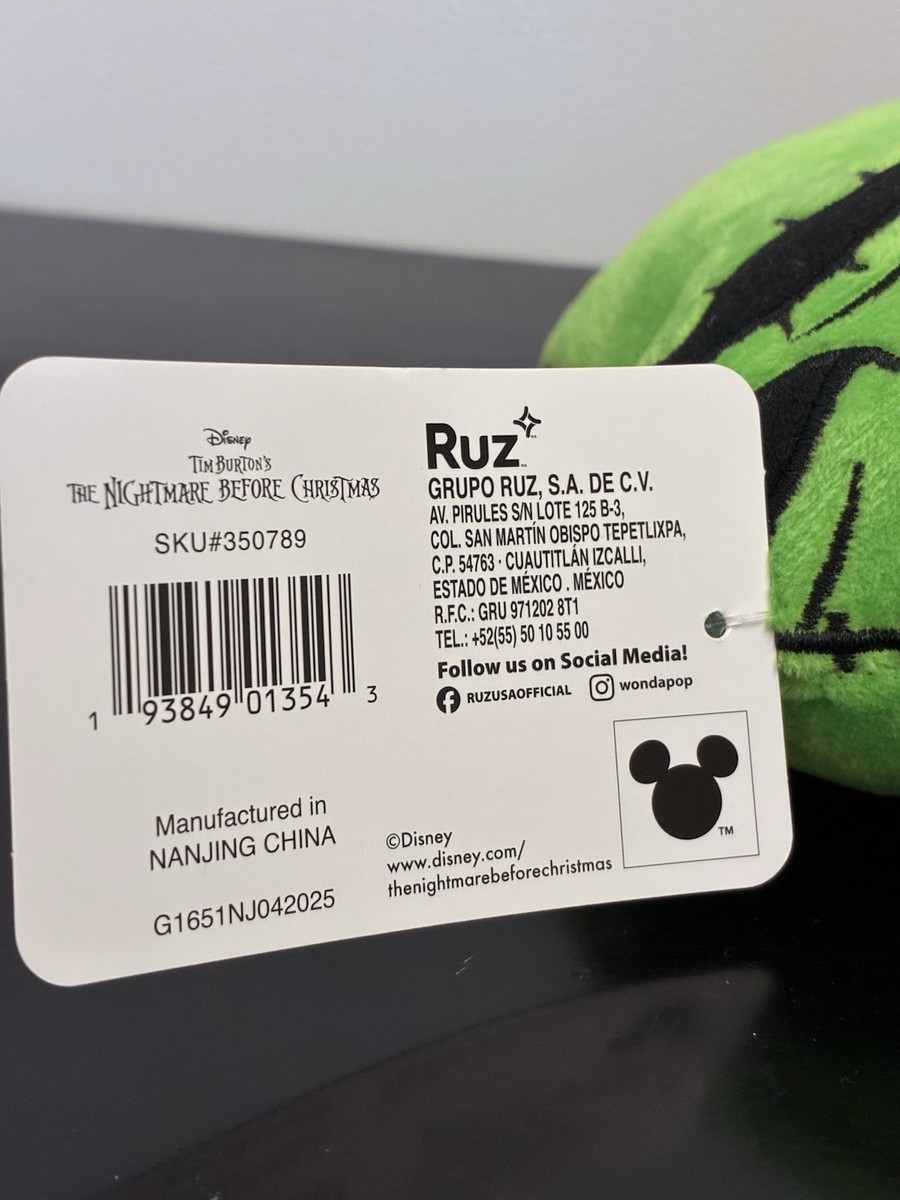 Disney
TIM BURTON'S
THE NIGHTMARE BEFORE CHRISTMAS
SKU#350789
1 93849 01354 3
Manufactured in
NANJING CHINA
G1651NJ042025
Ruz
GRUPO RUZ, S.A. DE C.V.
AV. PIRULES S/N LOTE 125 B-3,
COL. SAN MARTÍN OBISPO TEPETLIXPA,
C.P. 54763 · CUAUTITLÁN IZCALLI,
ESTADO DE MÉXICO . MÉXICO
R.F.C.: GRU 971202 8T1
TEL.: +52(55) 50 10 55 00
Follow us on Social Media!
RUZUSAOFFICIAL wondapop
©Disney
www.disney.com/
thenightmarebeforechristmas
TM